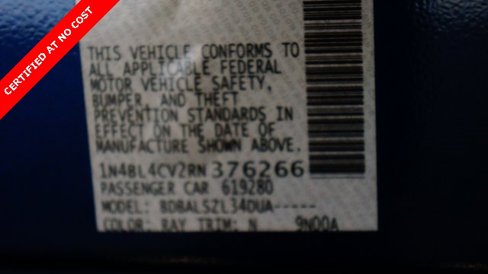 CERTIFIED AT NO COST
THIS VEHICLE CONFORMS TO
ALL APPLICABLE FEDERAL
MOTOR VEHICLE SAFETY,
BUMPER, AND THEFT
PREVENTION STANDARDS IN
EFFECT ON THE DATE OF
MANUFACTURE SHOWN ABOVE.
1N4BL4CV2RN376266
PASSENGER CAR 619280
MODEL: BDBALSZL34DUA-----
COLOR: RAY TRIM: N 9N00A